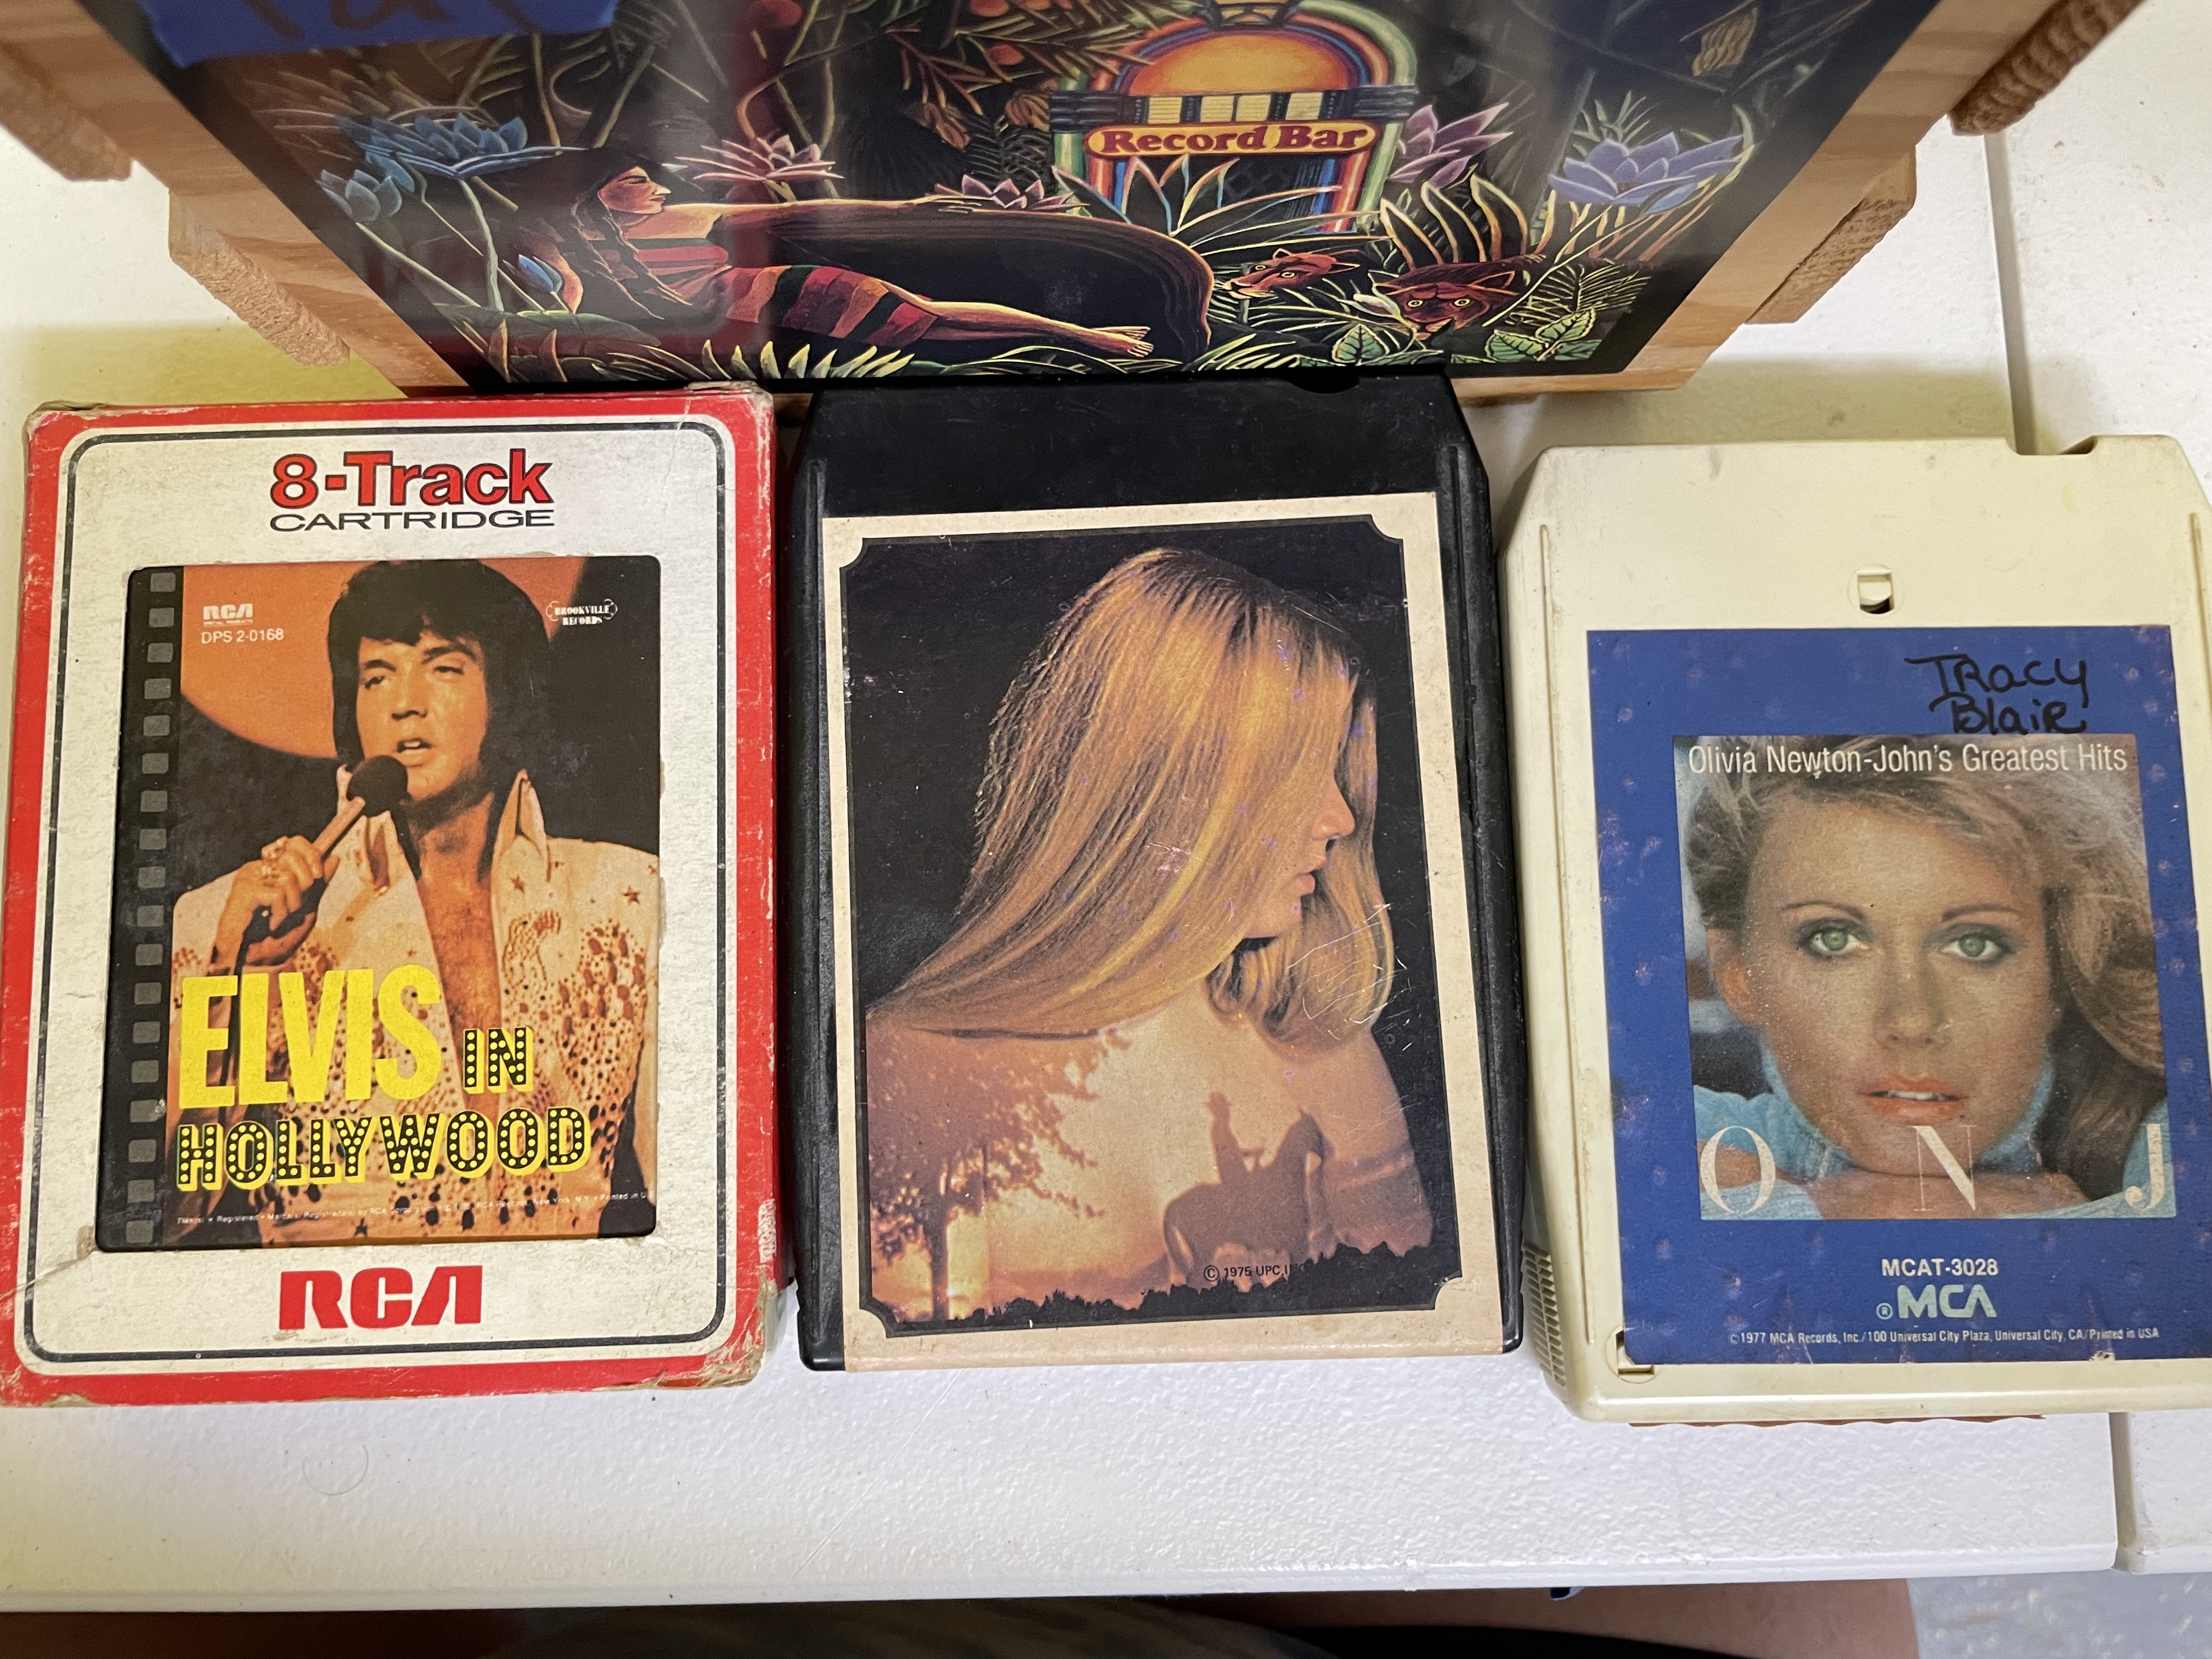 Record Bar
8-Track
CARTRIDGE
RCA
DPS 2-0168
BROOKVILLE
RECORDS
ELVIS IN
HOLLYWOOD
RCA
© 1975 UPC,
TRacy
BlaiR
Olivia Newton-John's Greatest Hits
O N J
MCAT-3028
® MCA
©1977 MCA Records, Inc./100 Universal City Plaza, Universal City, CA/Printed in USA